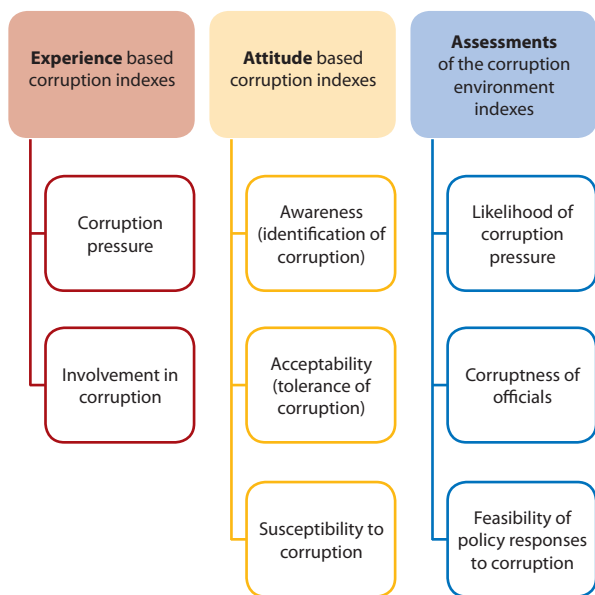 Experience based
corruption indexes
Corruption
pressure
Involvement in
corruption
Attitude based
corruption indexes
Awareness
(identification of
corruption)
Acceptability
(tolerance of
corruption)
Susceptibility to
corruption
Assessments
of the corruption
environment
indexes
Likelihood of
corruption
pressure
Corruptness of
officials
Feasibility of
policy responses
to corruption